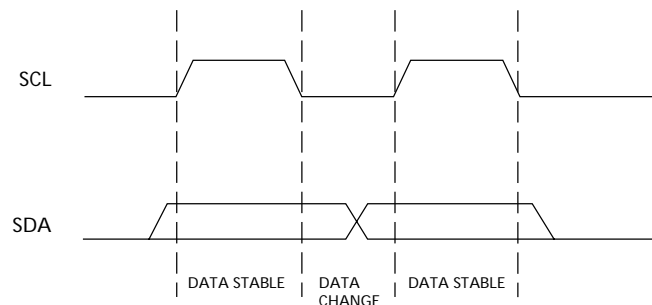 SCL
SDA
DATA STABLE
DATA
CHANGE
DATA STABLE